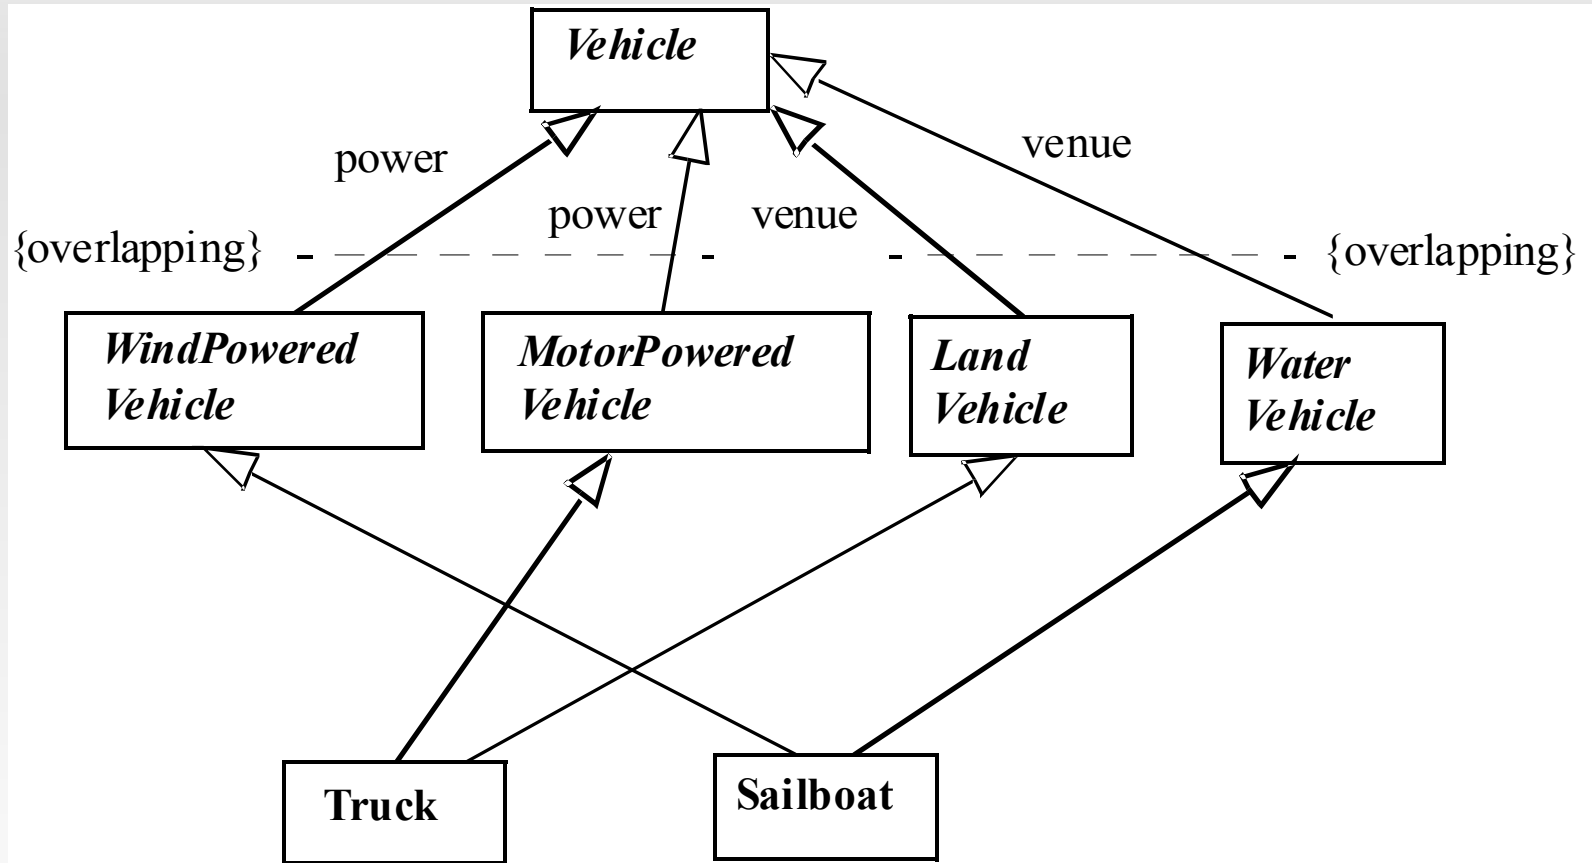 Vehicle
power
venue
power
venue
{overlapping}
{overlapping}
WindPowered
Vehicle
MotorPowered
Vehicle
Land
Vehicle
Water
Vehicle
Truck
Sailboat